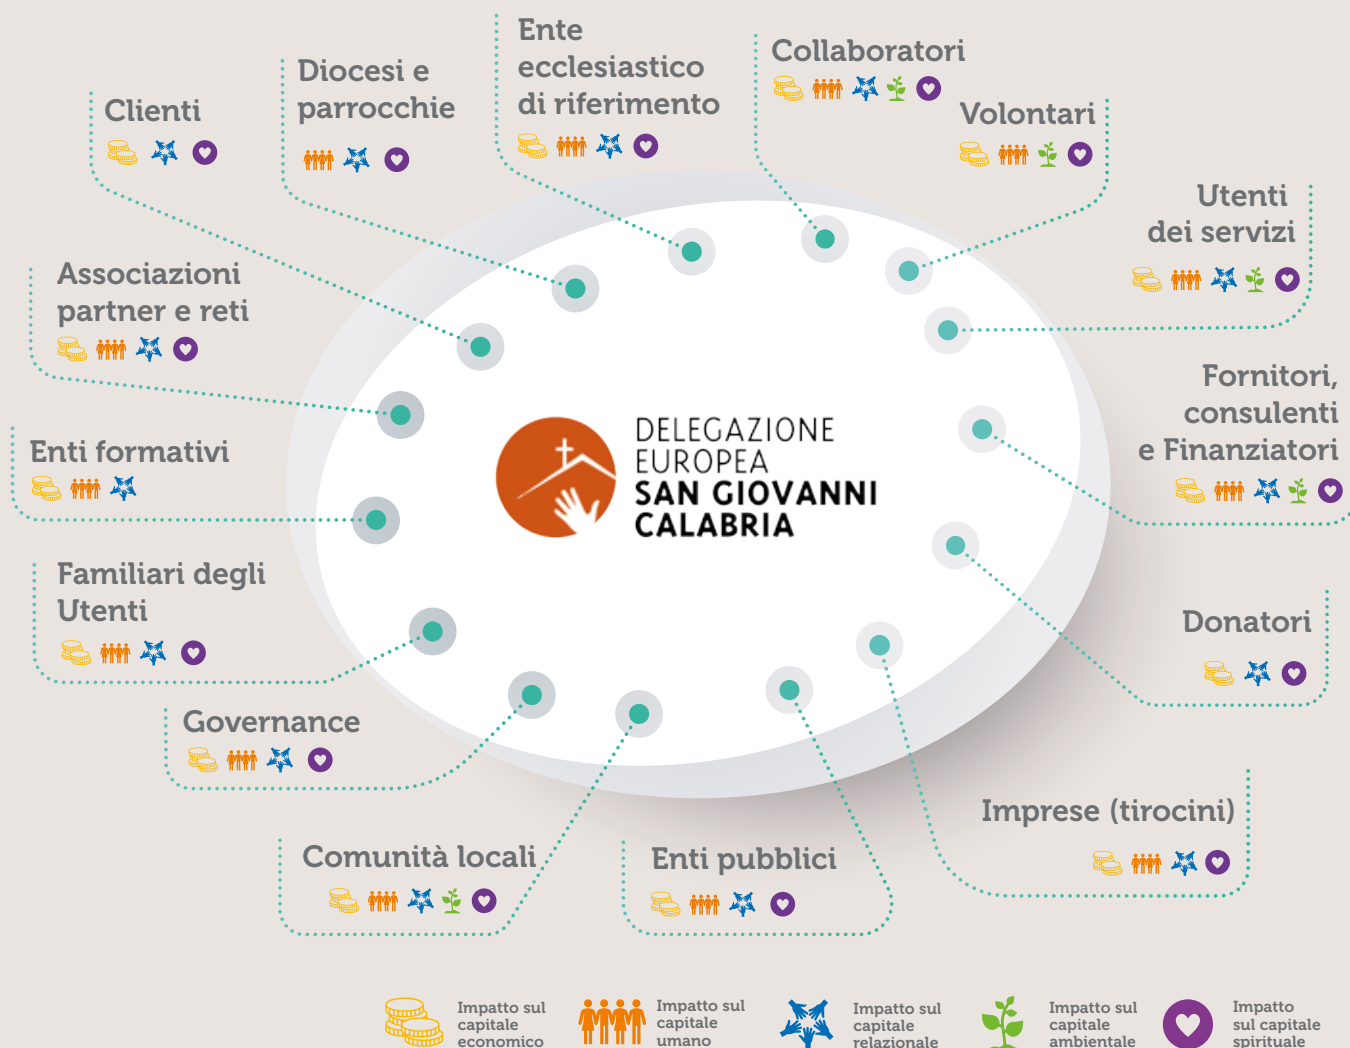 Ente
ecclesiastico
di riferimento
Collaboratori
Diocesi e
parrocchie
Clienti
Volontari
Utenti
dei servizi
Associazioni
partner e reti
Fornitori,
consulenti
e Finanziatori
Enti formativi
DELEGAZIONE
EUROPEA
SAN GIOVANNI
CALABRIA
Familiari degli
Utenti
Donatori
Governance
Imprese (tirocini)
Comunità locali
Enti pubblici
Impatto sul
capitale
economico
Impatto sul
capitale
umano
Impatto sul
capitale
relazionale
Impatto sul
capitale
ambientale
Impatto
sul capitale
spirituale